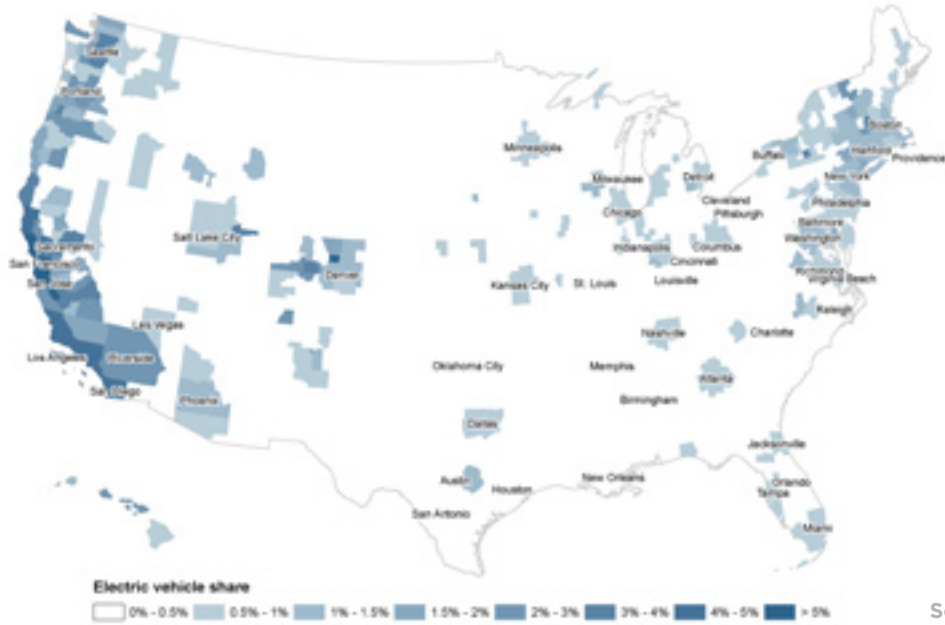 Seattle
Portland
Minneapolis
Boston
Buffalo
Hartford
Providence
Milwaukee
Detroit
New York
Chicago
Cleveland
Pittsburgh
Philadelphia
Baltimore
Salt Lake City
Sacramento
Indianapolis
Columbus
Washington
San Francisco
Cincinnati
Denver
San Jose
Kansas City
St. Louis
Louisville
Richmond
Virginia Beach
Raleigh
Las Vegas
Nashville
Charlotte
Los Angeles
Riverside
Oklahoma City
Memphis
Atlanta
San Diego
Phoenix
Birmingham
Dallas
Jacksonville
Austin
Houston
New Orleans
Orlando
Tampa
San Antonio
Miami
Electric vehicle share
0% - 0.5% 0.5% - 1% 1% - 1.5% 1.5% - 2% 2% - 3% 3% - 4% 4% - 5% > 5%